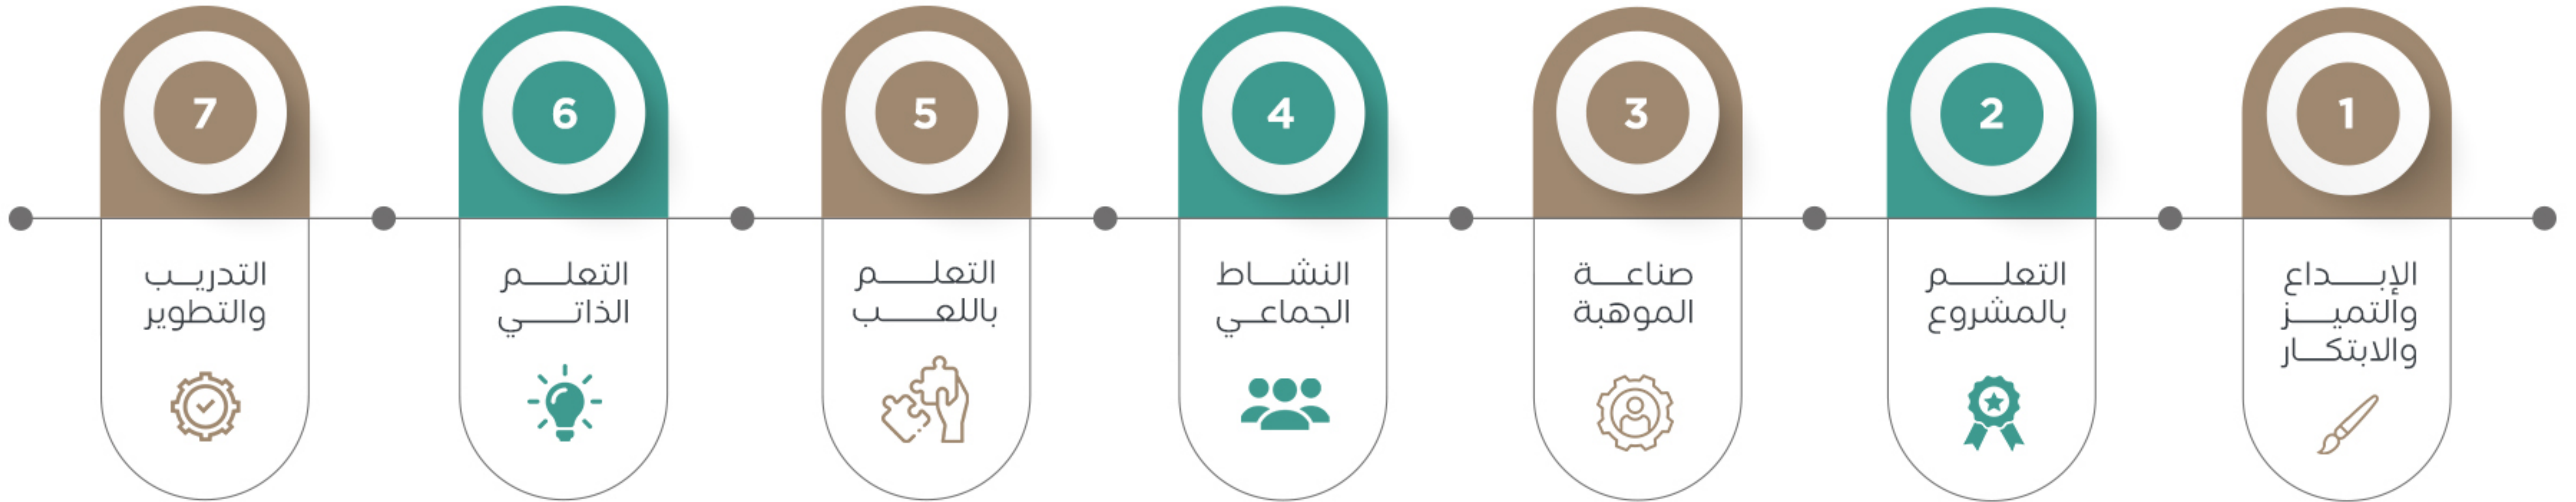 1
الإبداع
والتميز
والابتكار
2
التعلم
بالمشروع
3
صناعة
الموهبة
4
النشاط
الجماعي
5
التعلم
باللعب
6
التعلم
الذاتي
7
التدريب
والتطوير